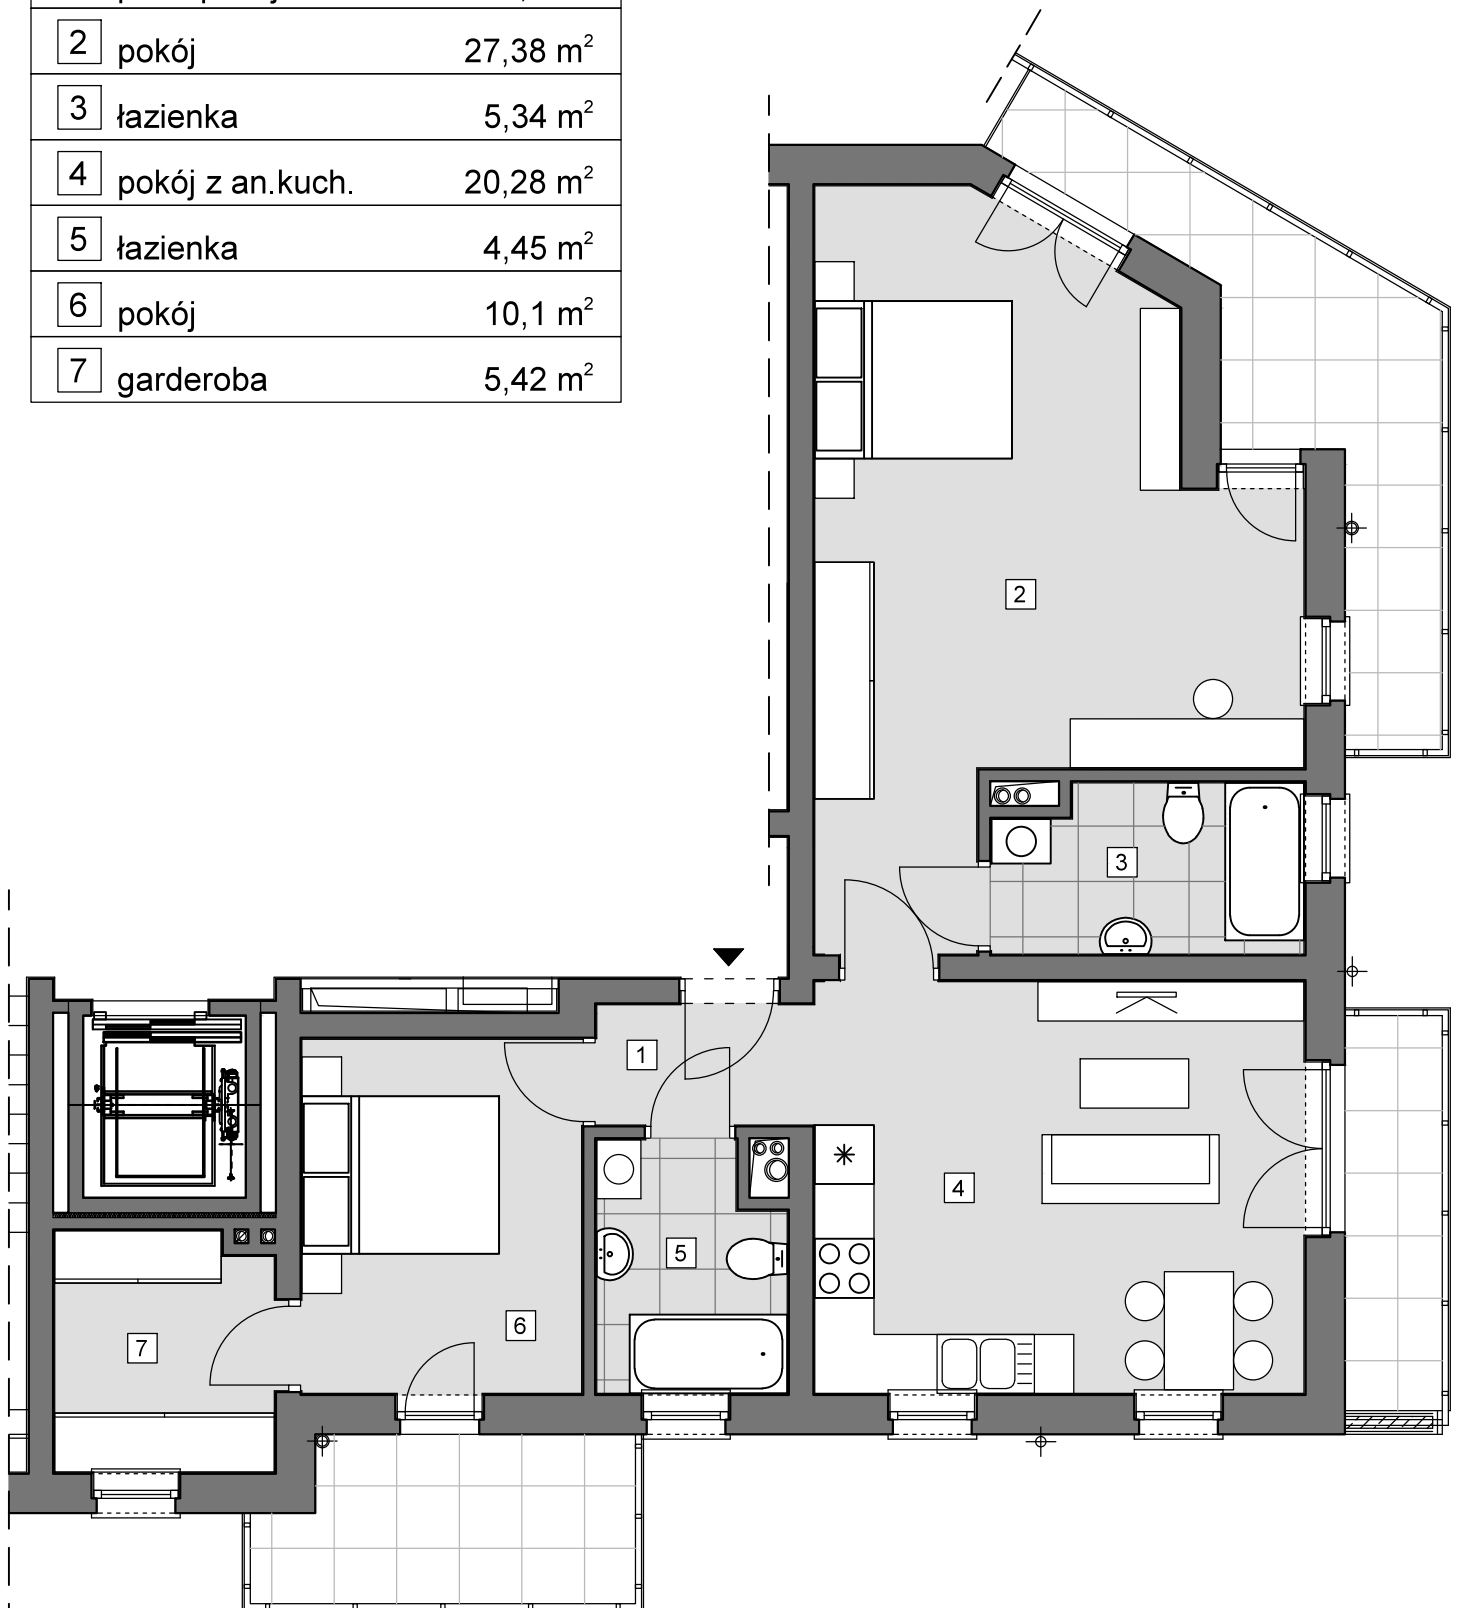 2 pokój 27,38 m²
3 łazienka 5,34 m²
4 pokój z an.kuch. 20,28 m²
5 łazienka 4,45 m²
6 pokój 10,1 m²
7 garderoba 5,42 m²
2
3
1
4
5
6
7